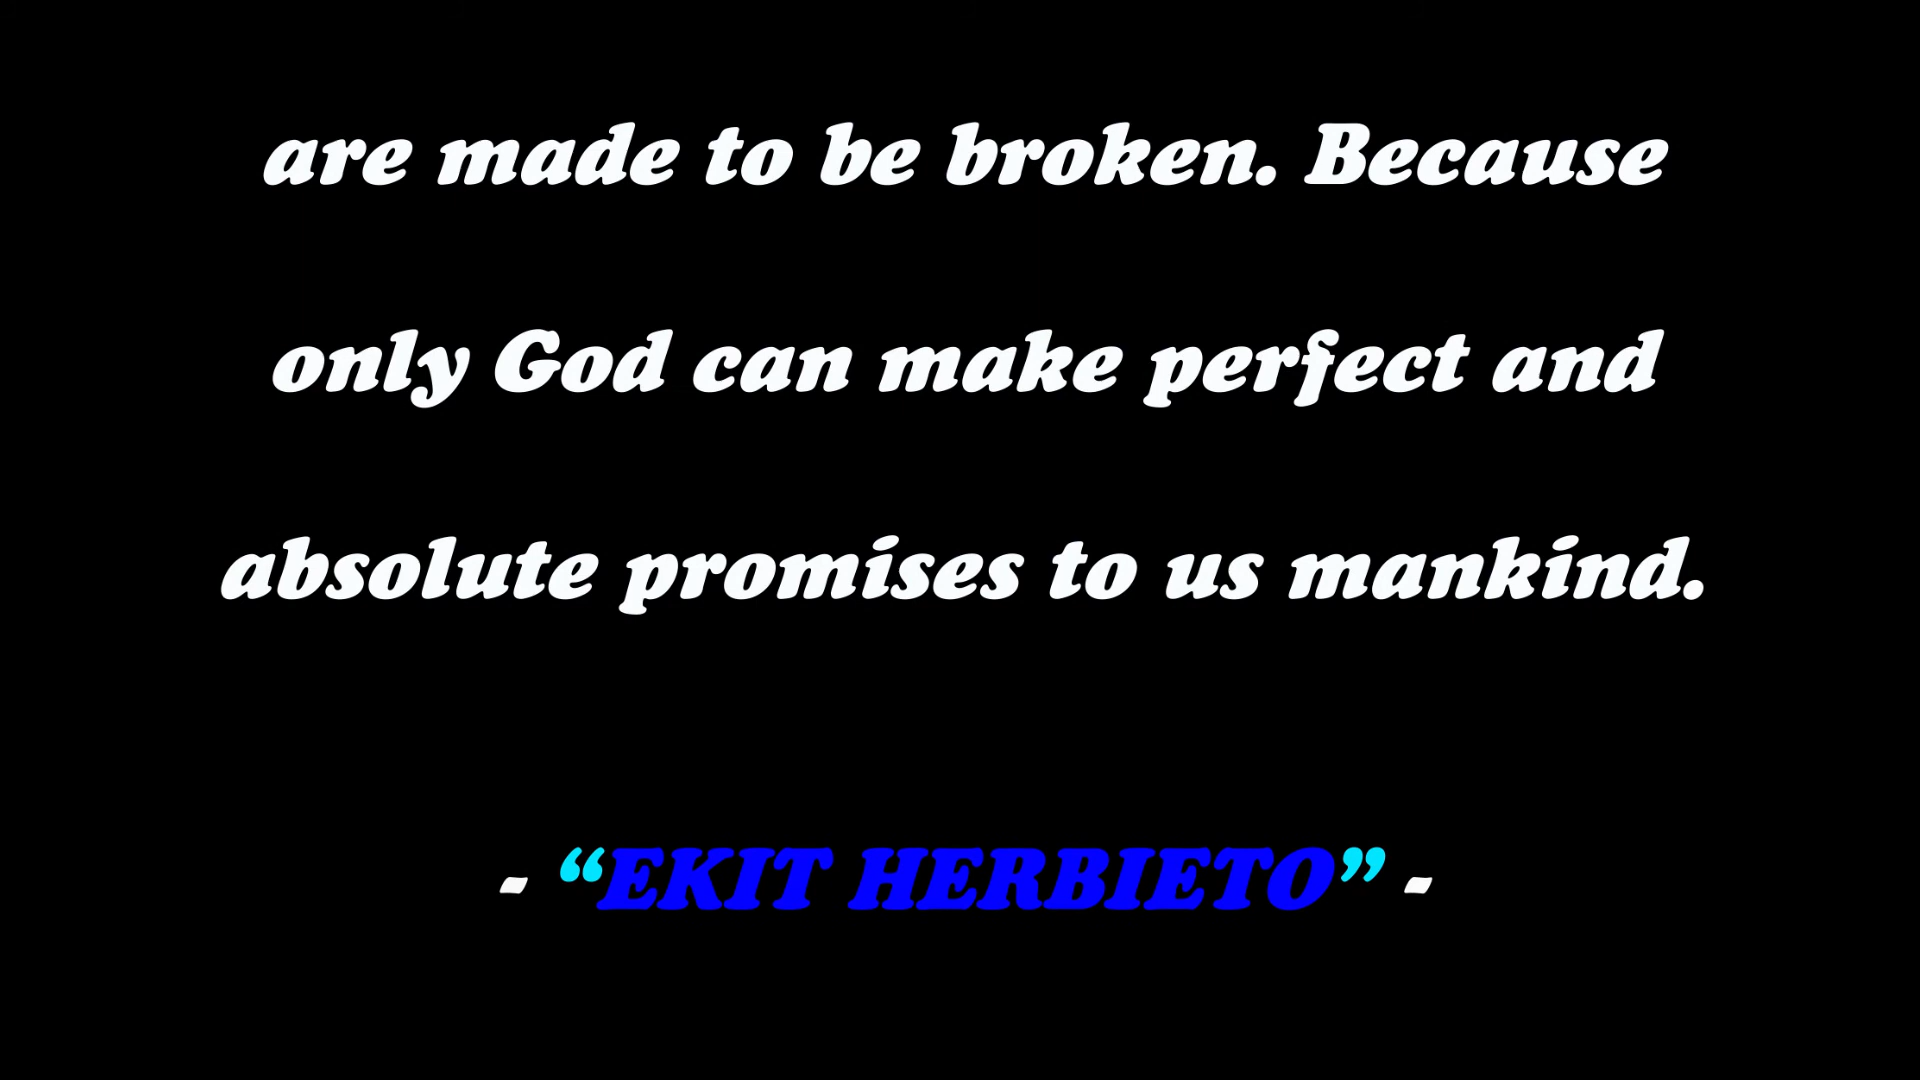 are made to be broken. Because
only God can make perfect and
absolute promises to us mankind.
- “EKIT HERBIETO” -